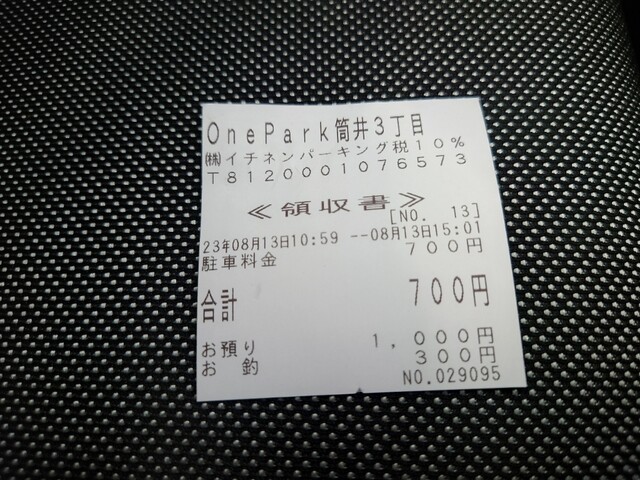 OnePark筒井3丁目
㈱イチネンパーキング税10%
T8120001076573
≪領収書≫
[NO. 13]
23年08月13日10:59 --08月13日15:01
駐車料金 700円
合計 700円
お預り 1,000円
お釣 300円
NO.029095